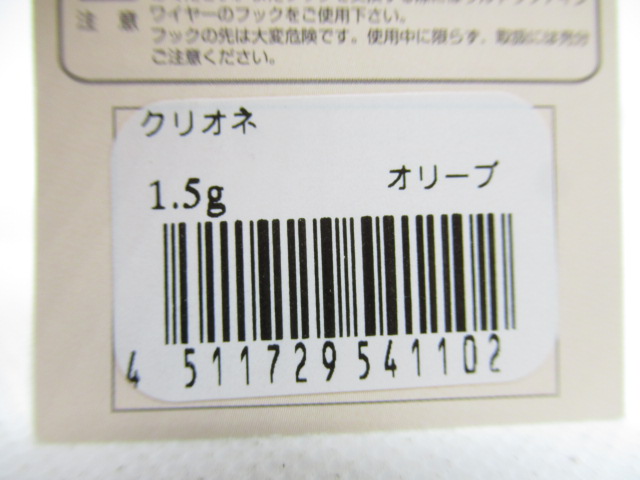 注意
ワイヤーのフックをご使用下さい。
フックの先は大変危険です。使用中に限らず、取扱には充分
ご注意ください。
クリオネ
1.5g
オリーブ
4 511729 541102